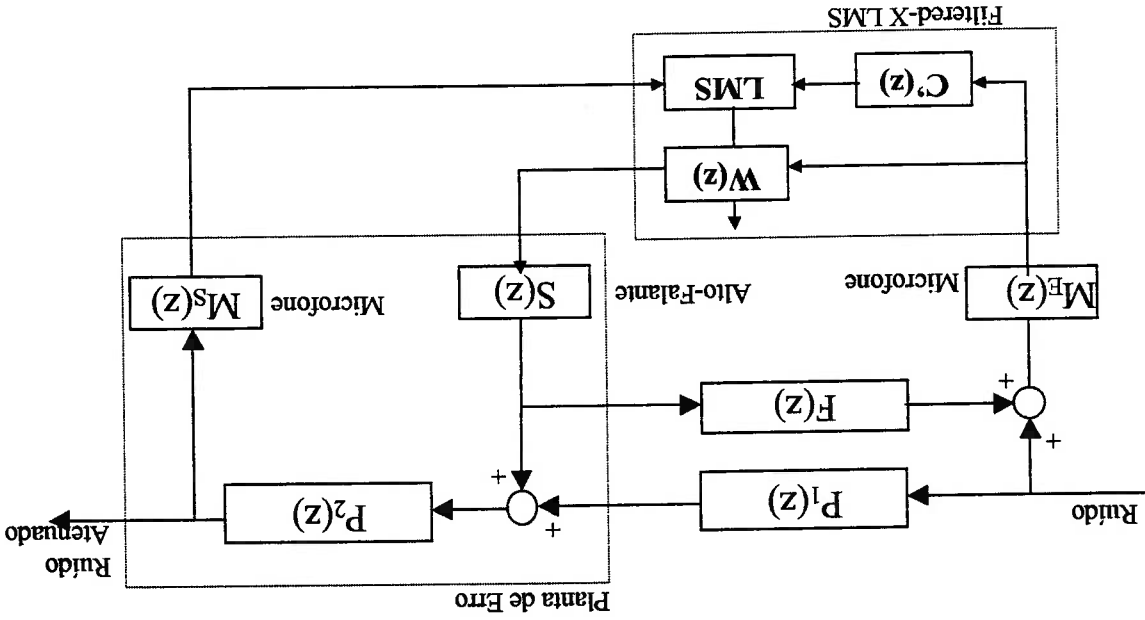 Planta de Erro
Ruído
P₁(z)
+
+
P₂(z)
Ruído
Atenuado
+
+
F(z)
M_E(z)
Microfone
Alto-Falante
S(z)
Microfone
M_S(z)
W(z)
C'(z)
LMS
Filtered-X LMS